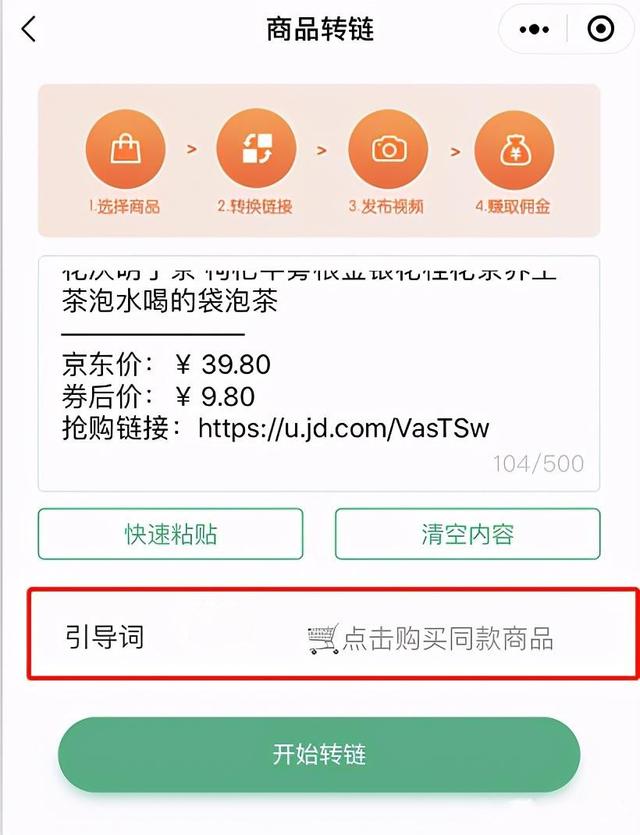 商品转链
1.选择商品
>
2.转换链接
>
3.发布视频
>
4.赚取佣金
茶泡水喝的袋泡茶
京东价：￥ 39.80
券后价：￥ 9.80
抢购链接：https://u.jd.com/VasTSw
104/500
快速粘贴
清空内容
引导词
点击购买同款商品
开始转链